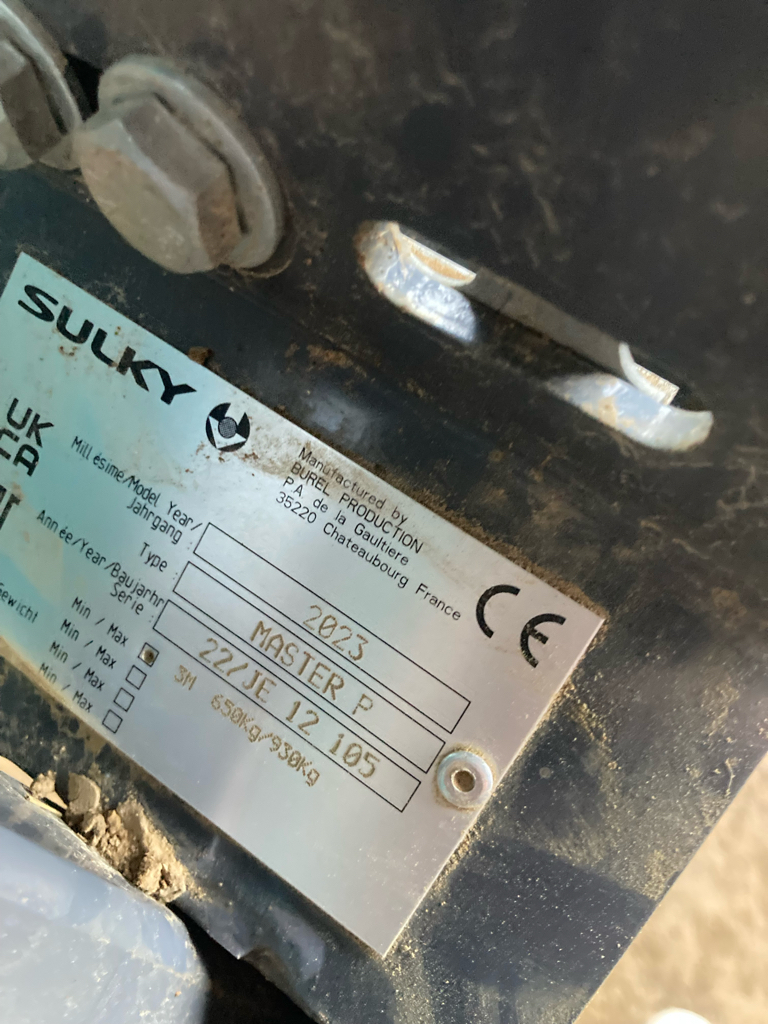 SULKY
UK
CA
Manufactured by
BUREL PRODUCTION
P.A. de la Gaultiere
35220 Chateaubourg France
CE
Millésime/Model Year/
Jahrgang :
2023
Type :
MASTER P
Année/Year/Baujahr
Serie :
22/JE 12 105
Gewicht
Min / Max
3M 650Kg/930Kg
Min / Max
Min / Max
Min / Max